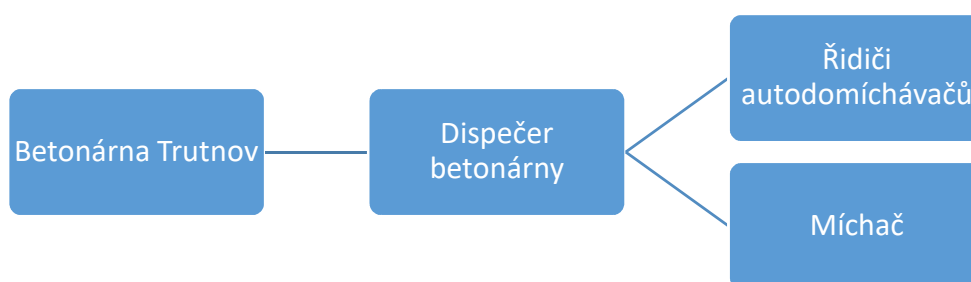 Betonárna Trutnov
Dispečer
betonárny
Řidiči
autodomíchávačů
Míchač